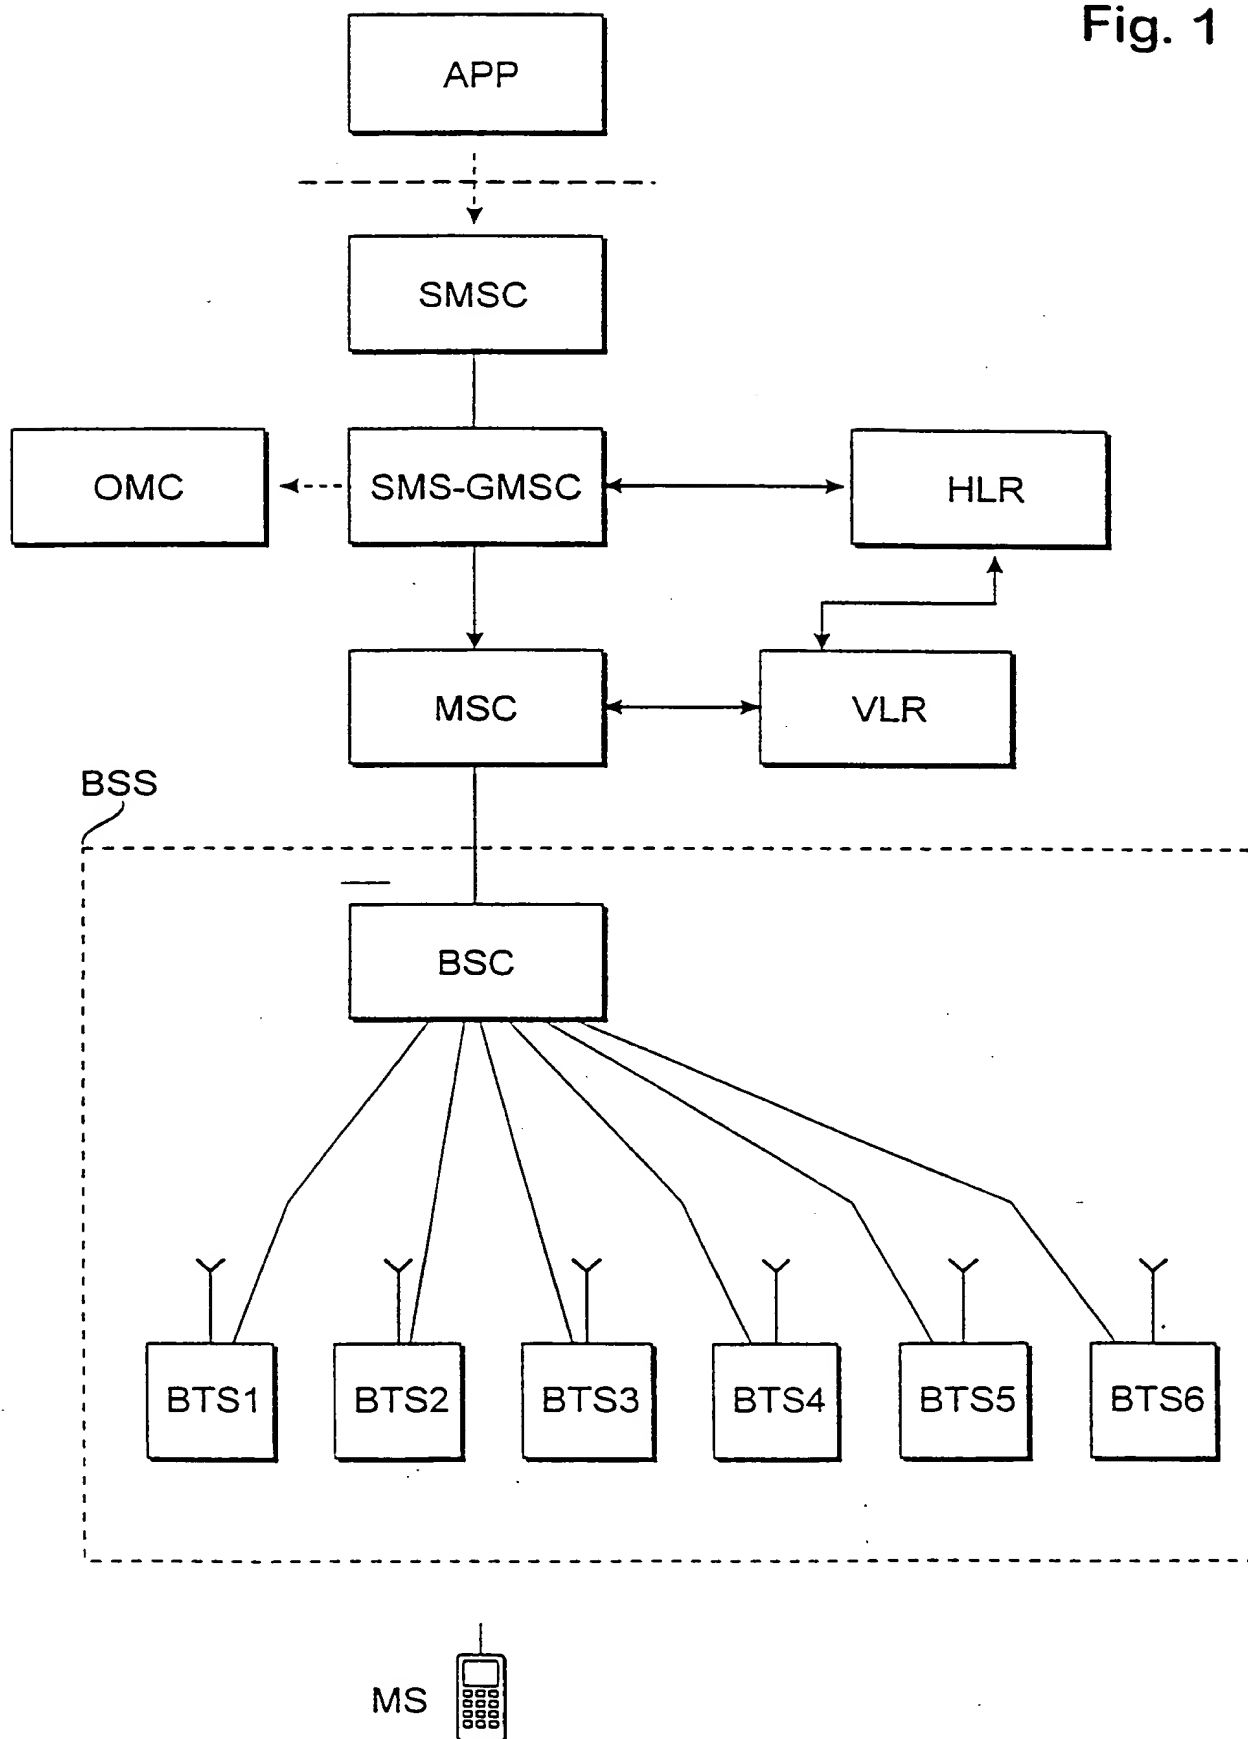 Fig. 1
APP
SMSC
OMC
SMS-GMSC
HLR
MSC
VLR
BSS
BSC
BTS1
BTS2
BTS3
BTS4
BTS5
BTS6
MS